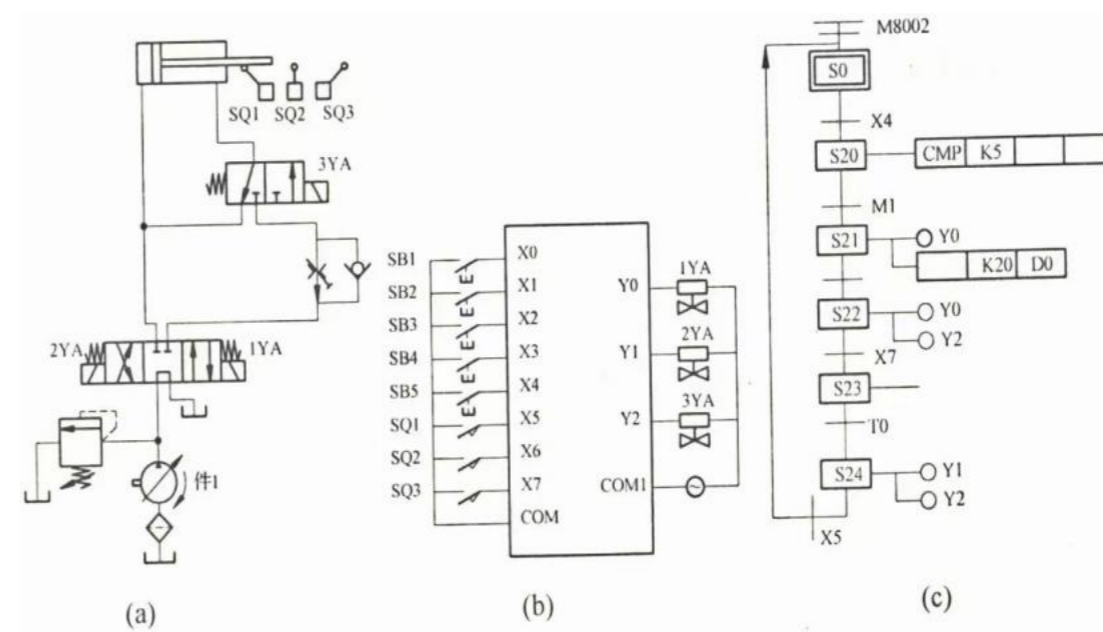 SQ1 SQ2 SQ3
3YA
2YA
1YA
件1
(a)
SB1
SB2
SB3
SB4
SB5
SQ1
SQ2
SQ3
X0
X1
X2
X3
X4
X5
X6
X7
COM
Y0
Y1
Y2
COM1
1YA
2YA
3YA
(b)
M8002
S0
X4
S20
CMP K5
M1
S21
Y0
K20 D0
S22
Y0
Y2
X7
S23
T0
S24
Y1
Y2
X5
(c)